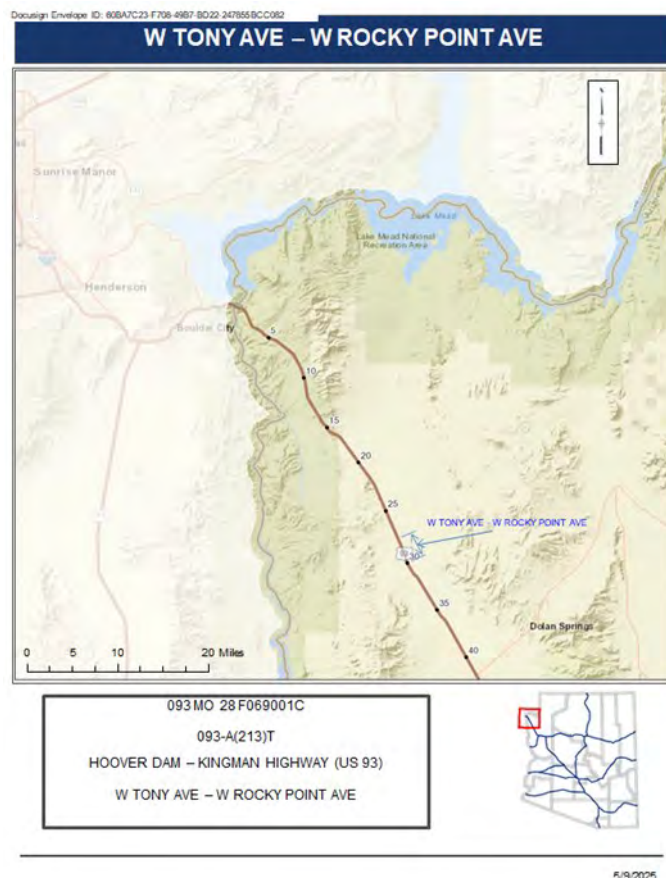 Docusign Envelope ID: 60BA7C23-F708-49B7-BD22-247855BCC082
W TONY AVE – W ROCKY POINT AVE
Sunrise Manor
Lake Mead
Lake Mead National
Recreation Area
Henderson
Boulder City
5
10
15
20
25
W TONY AVE - W ROCKY POINT AVE
30
35
Dolan Springs
40
0 5 10 20 Miles
093 MO 28 F069001C
093-A(213)T
HOOVER DAM – KINGMAN HIGHWAY (US 93)
W TONY AVE – W ROCKY POINT AVE
5/9/2025